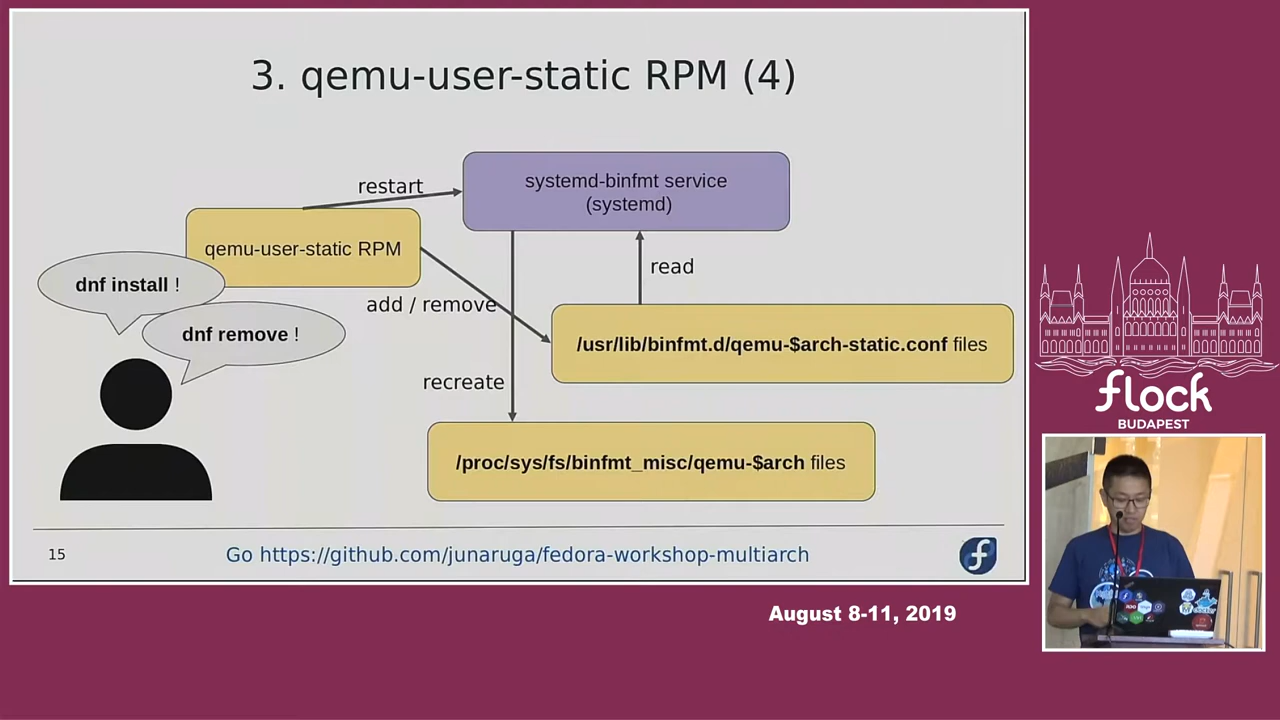 3. qemu-user-static RPM (4)
restart
systemd-binfmt service
(systemd)
qemu-user-static RPM
read
dnf install !
add / remove
dnf remove !
/usr/lib/binfmt.d/qemu-$arch-static.conf files
recreate
/proc/sys/fs/binfmt_misc/qemu-$arch files
15
Go https://github.com/junaruga/fedora-workshop-multiarch
flock
BUDAPEST
August 8-11, 2019